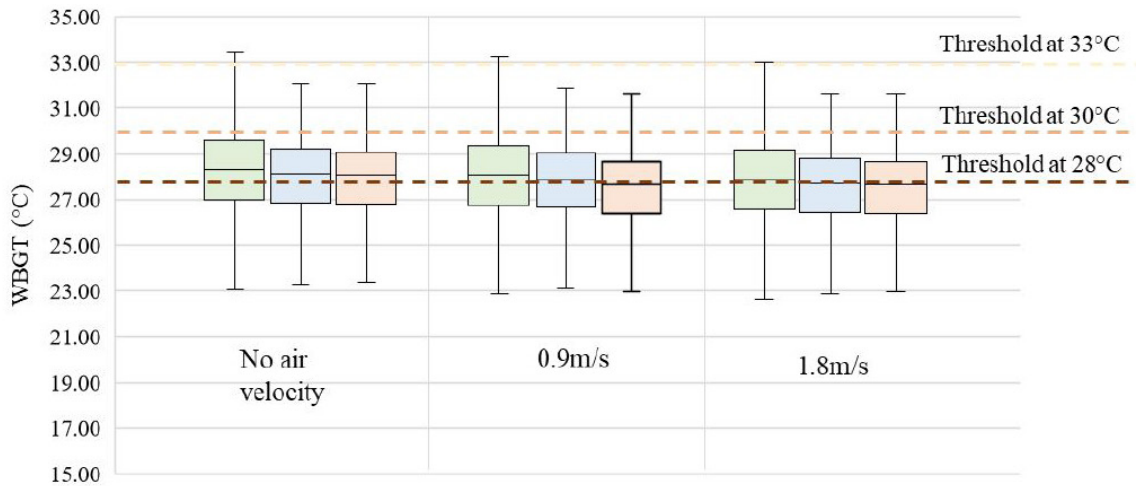 35.00
Threshold at 33°C
33.00
31.00
Threshold at 30°C
29.00
Threshold at 28°C
27.00
WBGT (°C)
25.00
23.00
21.00
No air
velocity
0.9m/s
1.8m/s
19.00
17.00
15.00